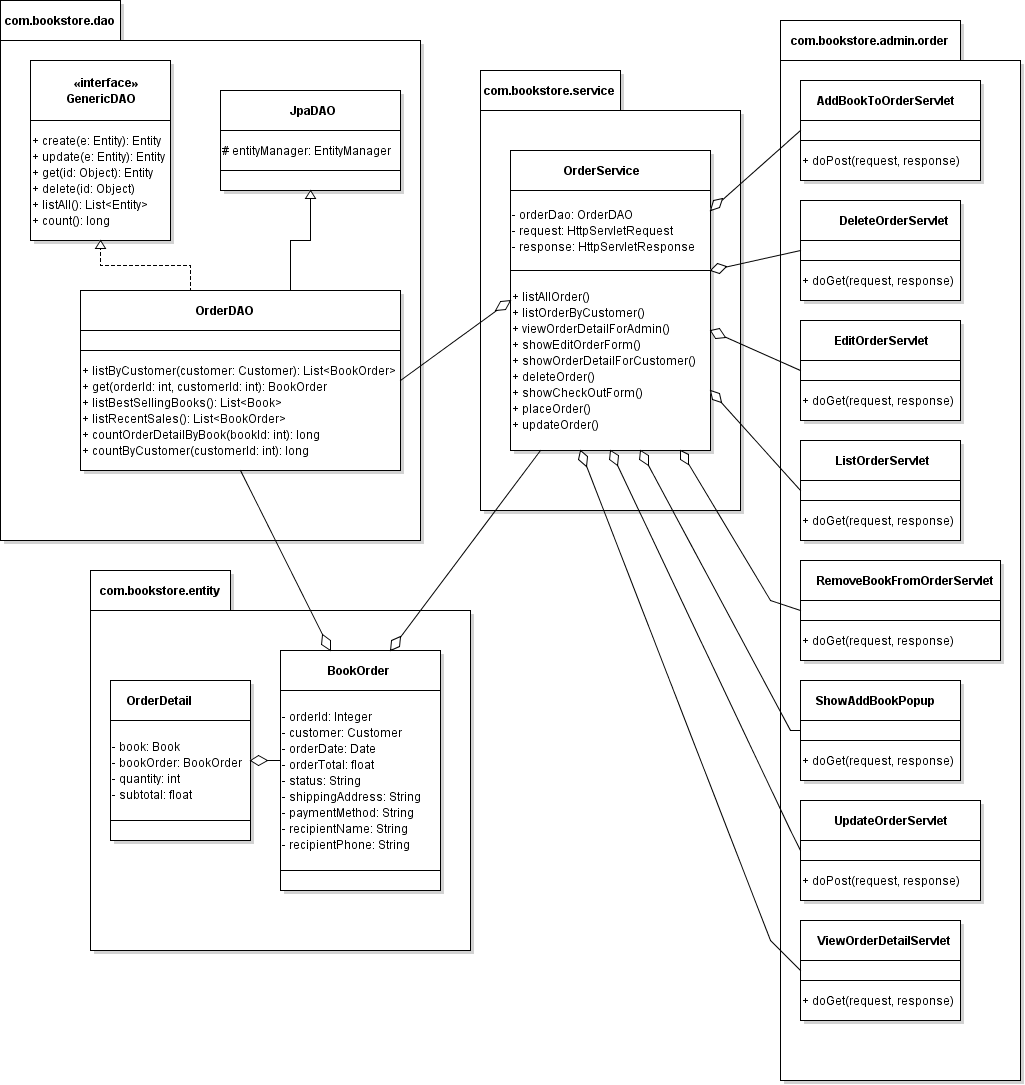 com.bookstore.dao
«interface»
GenericDAO
+ create(e: Entity): Entity
+ update(e: Entity): Entity
+ get(id: Object): Entity
+ delete(id: Object)
+ listAll(): List<Entity>
+ count(): long
JpaDAO
# entityManager: EntityManager
OrderDAO
+ listByCustomer(customer: Customer): List<BookOrder>
+ get(orderId: int, customerId: int): BookOrder
+ listBestSellingBooks(): List<Book>
+ listRecentSales(): List<BookOrder>
+ countOrderDetailByBook(bookId: int): long
+ countByCustomer(customerId: int): long
com.bookstore.service
OrderService
- orderDao: OrderDAO
- request: HttpServletRequest
- response: HttpServletResponse
+ listAllOrder()
+ listOrderByCustomer()
+ viewOrderDetailForAdmin()
+ showEditOrderForm()
+ showOrderDetailForCustomer()
+ deleteOrder()
+ showCheckOutForm()
+ placeOrder()
+ updateOrder()
com.bookstore.admin.order
AddBookToOrderServlet
+ doPost(request, response)
DeleteOrderServlet
+ doGet(request, response)
EditOrderServlet
+ doGet(request, response)
ListOrderServlet
+ doGet(request, response)
RemoveBookFromOrderServlet
+ doGet(request, response)
ShowAddBookPopup
+ doGet(request, response)
UpdateOrderServlet
+ doPost(request, response)
ViewOrderDetailServlet
+ doGet(request, response)
com.bookstore.entity
OrderDetail
- book: Book
- bookOrder: BookOrder
- quantity: int
- subtotal: float
BookOrder
- orderId: Integer
- customer: Customer
- orderDate: Date
- orderTotal: float
- status: String
- shippingAddress: String
- paymentMethod: String
- recipientName: String
- recipientPhone: String